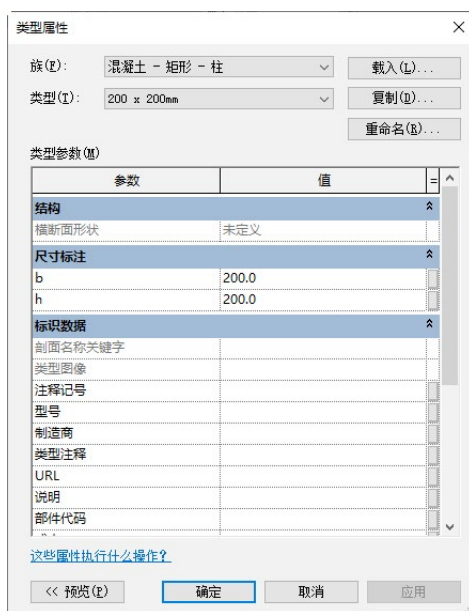 类型属性
族(F): 混凝土 - 矩形 - 柱 载入(L)...
类型(T): 200 x 200mm 复制(D)...
重命名(R)...
类型参数(M)
参数 值 =
结构
横断面形状 未定义
尺寸标注
b 200.0
h 200.0
标识数据
剖面名称关键字
类型图像
注释记号
型号
制造商
类型注释
URL
说明
部件代码
这些属性执行什么操作?
<< 预览(P) 确定 取消 应用